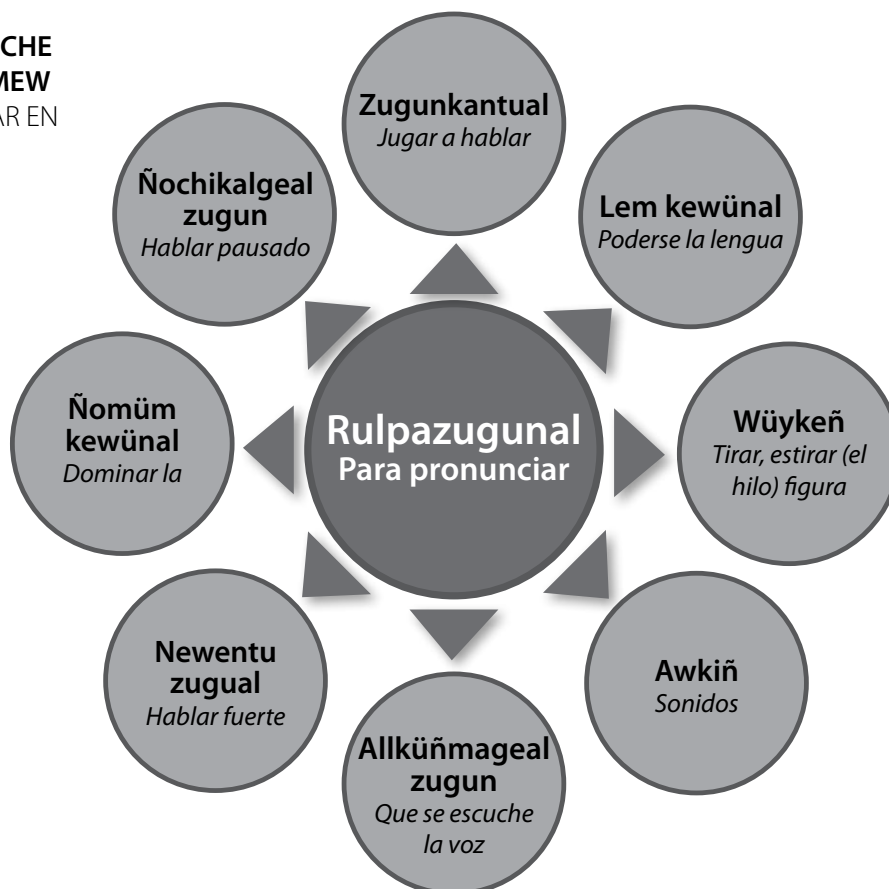 CHE
MEW
AR EN
Zugunkantual
Jugar a hablar
Lem kewünal
Poderse la lengua
Wüykeñ
Tirar, estirar (el
hilo) figura
Awkiñ
Sonidos
Allküñmageal
zugun
Que se escuche
la voz
Newentu
zugual
Hablar fuerte
Ñomüm
kewünal
Dominar la
Ñochikalgeal
zugun
Hablar pausado
Rulpazugunal
Para pronunciar